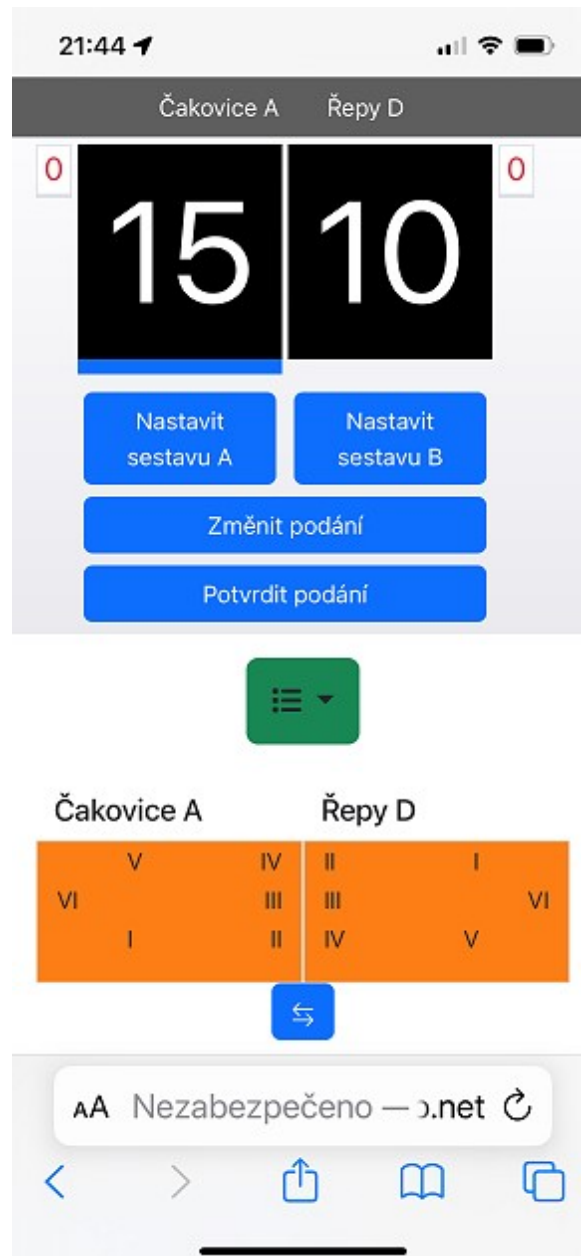 21:44
Čakovice A Řepy D
0 15 10 0
Nastavit sestavu A
Nastavit sestavu B
Změnit podání
Potvrdit podání
Čakovice A Řepy D
V IV II I
VI III III VI
I II IV V
AA Nezabezpečeno — .net